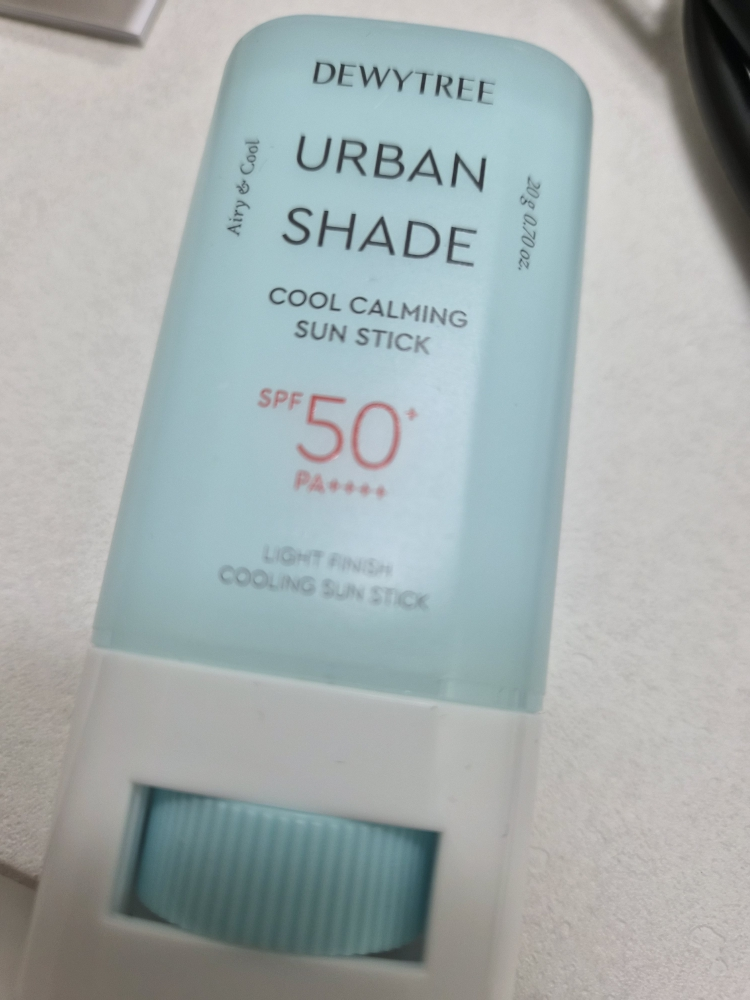 DEWYTREE
URBAN
SHADE
Airy & Cool
20g 0.70 oz.
COOL CALMING
SUN STICK
SPF 50+
PA++++
LIGHT FINISH
COOLING SUN STICK